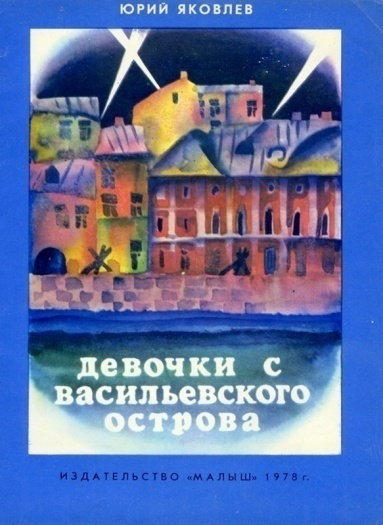 ЮРИЙ ЯКОВЛЕВ
девочки с
васильевского
острова
ИЗДАТЕЛЬСТВО «МАЛЫШ» 1978 г.